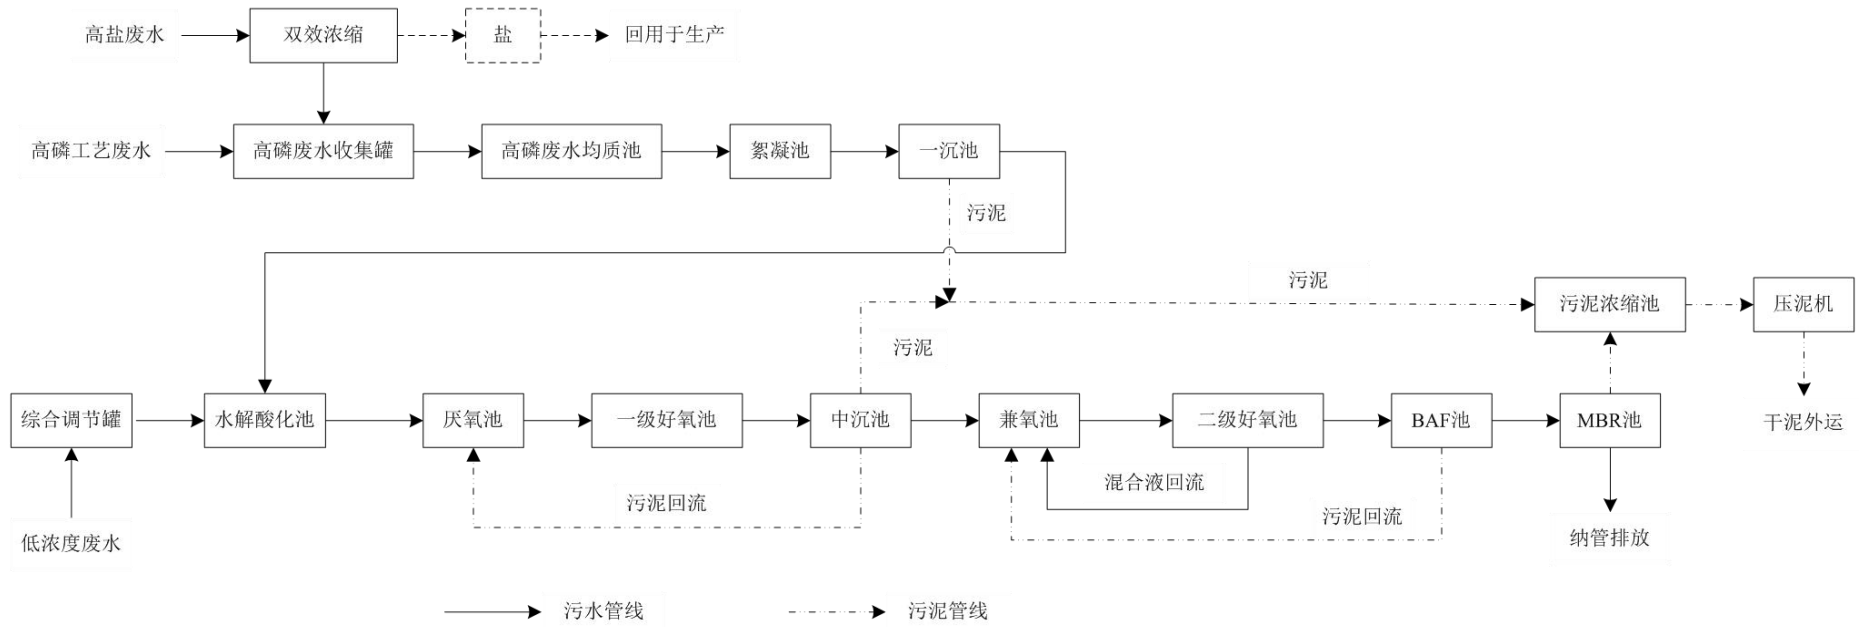 高盐废水
双效浓缩
盐
回用于生产
高磷工艺废水
高磷废水收集罐
高磷废水均质池
絮凝池
一沉池
污泥
污泥
污泥浓缩池
压泥机
污泥
综合调节罐
水解酸化池
厌氧池
一级好氧池
中沉池
兼氧池
二级好氧池
BAF池
MBR池
干泥外运
污泥回流
混合液回流
污泥回流
低浓度废水
纳管排放
污水管线
污泥管线